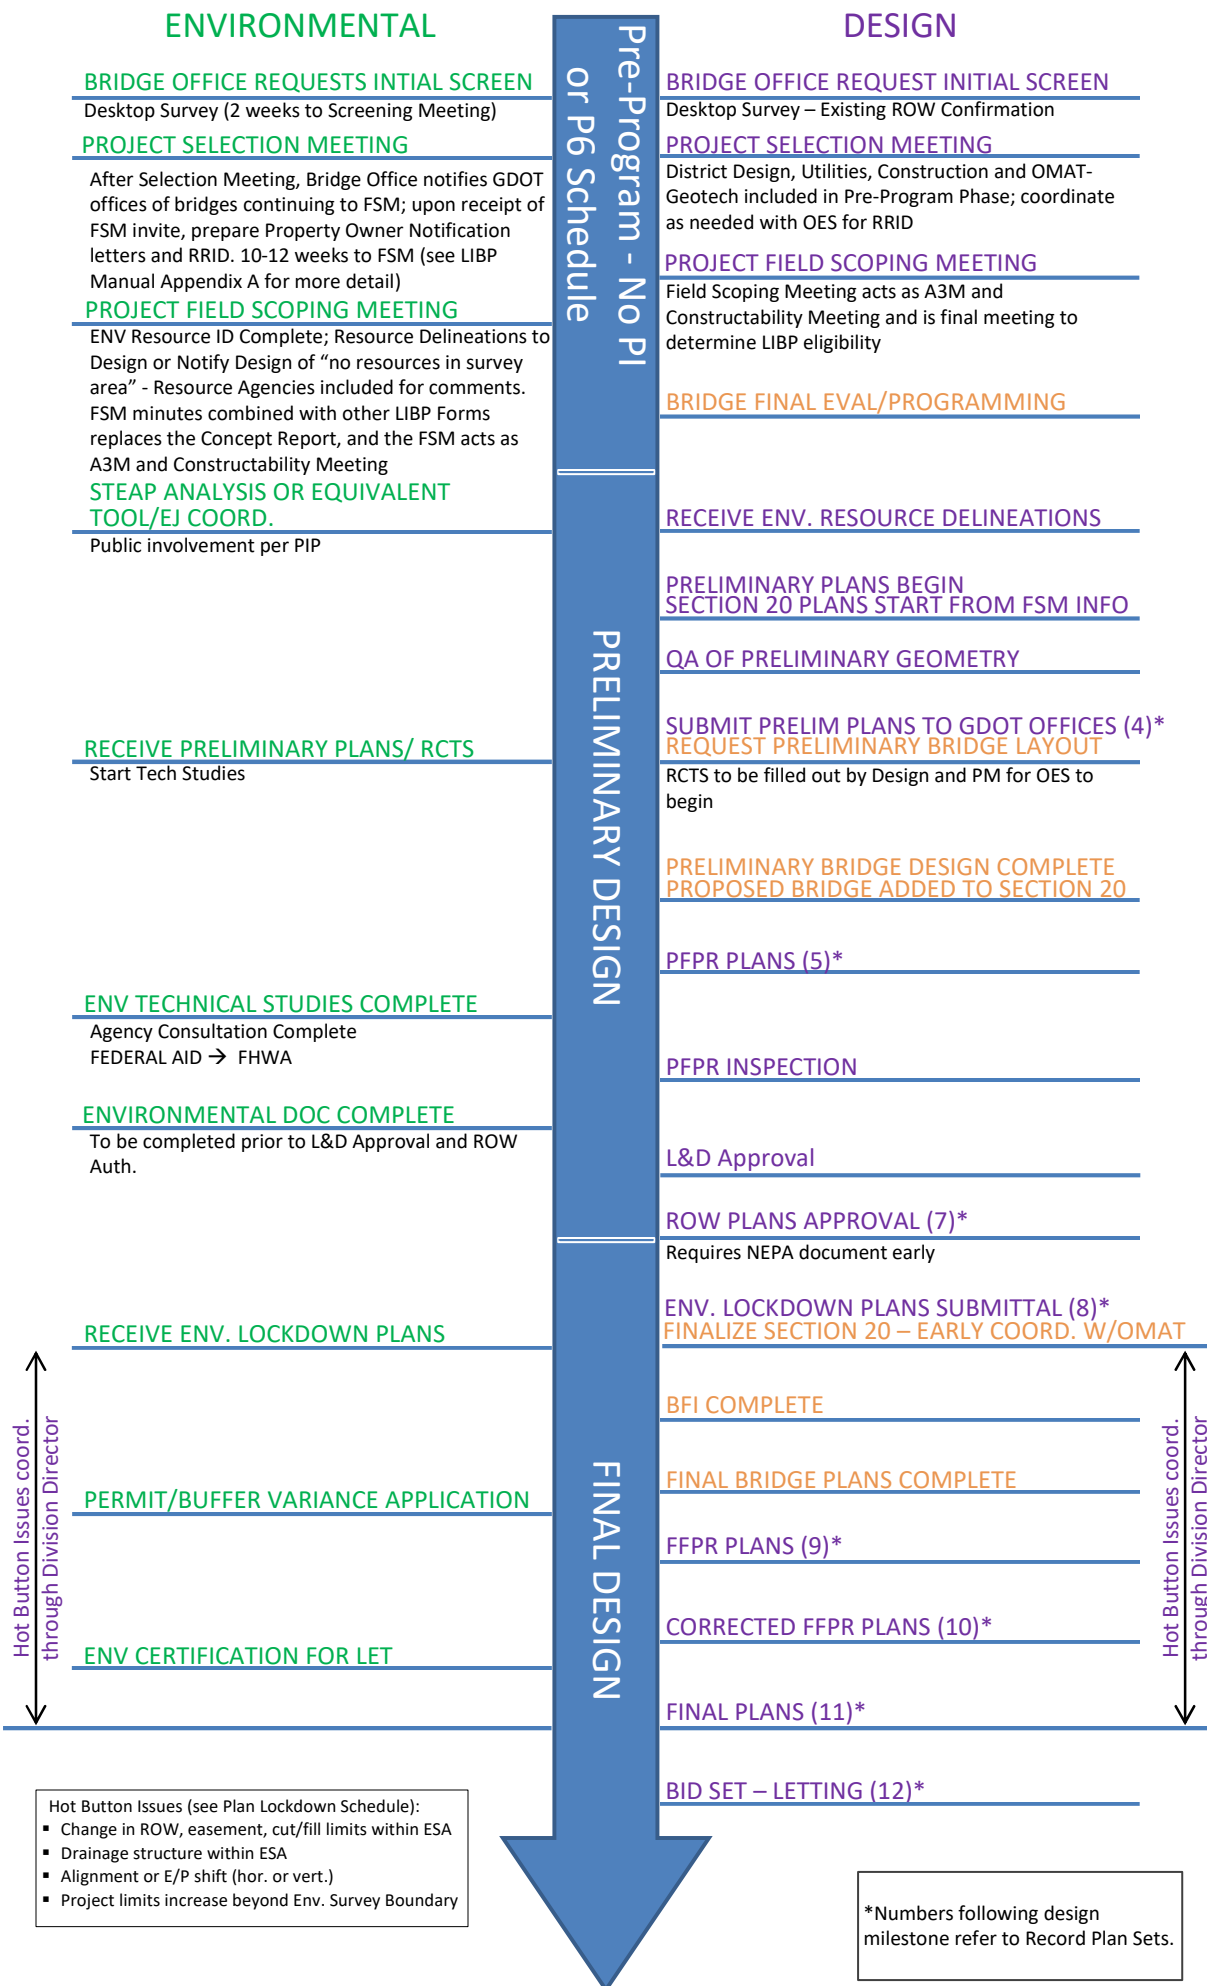 ENVIRONMENTAL
BRIDGE OFFICE REQUESTS INTIAL SCREEN
Desktop Survey (2 weeks to Screening Meeting)
PROJECT SELECTION MEETING
After Selection Meeting, Bridge Office notifies GDOT
offices of bridges continuing to FSM; upon receipt of
FSM invite, prepare Property Owner Notification
letters and RRID. 10-12 weeks to FSM (see LIBP
Manual Appendix A for more detail)
PROJECT FIELD SCOPING MEETING
ENV Resource ID Complete; Resource Delineations to
Design or Notify Design of “no resources in survey
area” - Resource Agencies included for comments.
FSM minutes combined with other LIBP Forms
replaces the Concept Report, and the FSM acts as
A3M and Constructability Meeting
STEAP ANALYSIS OR EQUIVALENT
TOOL/EJ COORD.
Public involvement per PIP
RECEIVE PRELIMINARY PLANS/ RCTS
Start Tech Studies
ENV TECHNICAL STUDIES COMPLETE
Agency Consultation Complete
FEDERAL AID → FHWA
ENVIRONMENTAL DOC COMPLETE
To be completed prior to L&D Approval and ROW
Auth.
RECEIVE ENV. LOCKDOWN PLANS
Hot Button Issues coord.
through Division Director
PERMIT/BUFFER VARIANCE APPLICATION
ENV CERTIFICATION FOR LET
Pre-Program - No PI
or P6 Schedule
PRELIMINARY DESIGN
FINAL DESIGN
DESIGN
BRIDGE OFFICE REQUEST INITIAL SCREEN
Desktop Survey – Existing ROW Confirmation
PROJECT SELECTION MEETING
District Design, Utilities, Construction and OMAT-
Geotech included in Pre-Program Phase; coordinate
as needed with OES for RRID
PROJECT FIELD SCOPING MEETING
Field Scoping Meeting acts as A3M and
Constructability Meeting and is final meeting to
determine LIBP eligibility
BRIDGE FINAL EVAL/PROGRAMMING
RECEIVE ENV. RESOURCE DELINEATIONS
PRELIMINARY PLANS BEGIN
SECTION 20 PLANS START FROM FSM INFO
QA OF PRELIMINARY GEOMETRY
SUBMIT PRELIM PLANS TO GDOT OFFICES (4)*
REQUEST PRELIMINARY BRIDGE LAYOUT
RCTS to be filled out by Design and PM for OES to
begin
PRELIMINARY BRIDGE DESIGN COMPLETE
PROPOSED BRIDGE ADDED TO SECTION 20
PFPR PLANS (5)*
PFPR INSPECTION
L&D Approval
ROW PLANS APPROVAL (7)*
Requires NEPA document early
ENV. LOCKDOWN PLANS SUBMITTAL (8)*
FINALIZE SECTION 20 – EARLY COORD. W/OMAT
BFI COMPLETE
FINAL BRIDGE PLANS COMPLETE
FFPR PLANS (9)*
CORRECTED FFPR PLANS (10)*
FINAL PLANS (11)*
Hot Button Issues coord.
through Division Director
BID SET – LETTING (12)*
Hot Button Issues (see Plan Lockdown Schedule):
▪ Change in ROW, easement, cut/fill limits within ESA
▪ Drainage structure within ESA
▪ Alignment or E/P shift (hor. or vert.)
▪ Project limits increase beyond Env. Survey Boundary
*Numbers following design
milestone refer to Record Plan Sets.